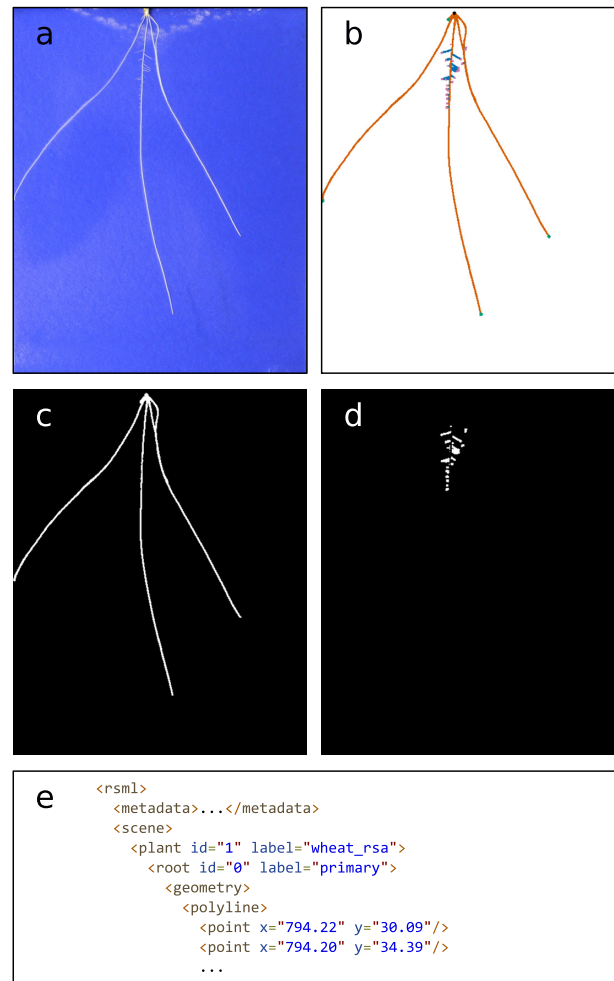 a
b
c
d
e
<rsml>
<metadata>...</metadata>
<scene>
<plant id="1" label="wheat_rsa">
<root id="0" label="primary">
<geometry>
<polyline>
<point x="794.22" y="30.09"/>
<point x="794.20" y="34.39"/>
...